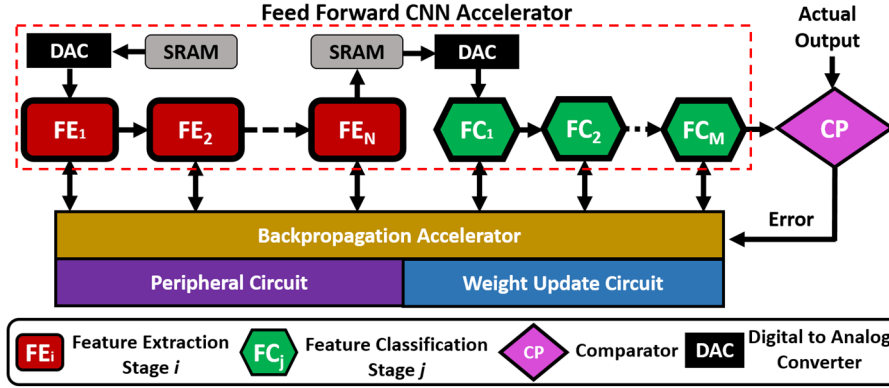 Feed Forward CNN Accelerator
Actual
Output
DAC
SRAM
SRAM
DAC
FE1
FE2
FEN
FC1
FC2
FCM
CP
Error
Backpropagation Accelerator
Peripheral Circuit
Weight Update Circuit
FEi
Feature Extraction
Stage i
FCj
Feature Classification
Stage j
CP
Comparator
DAC
Digital to Analog
Converter